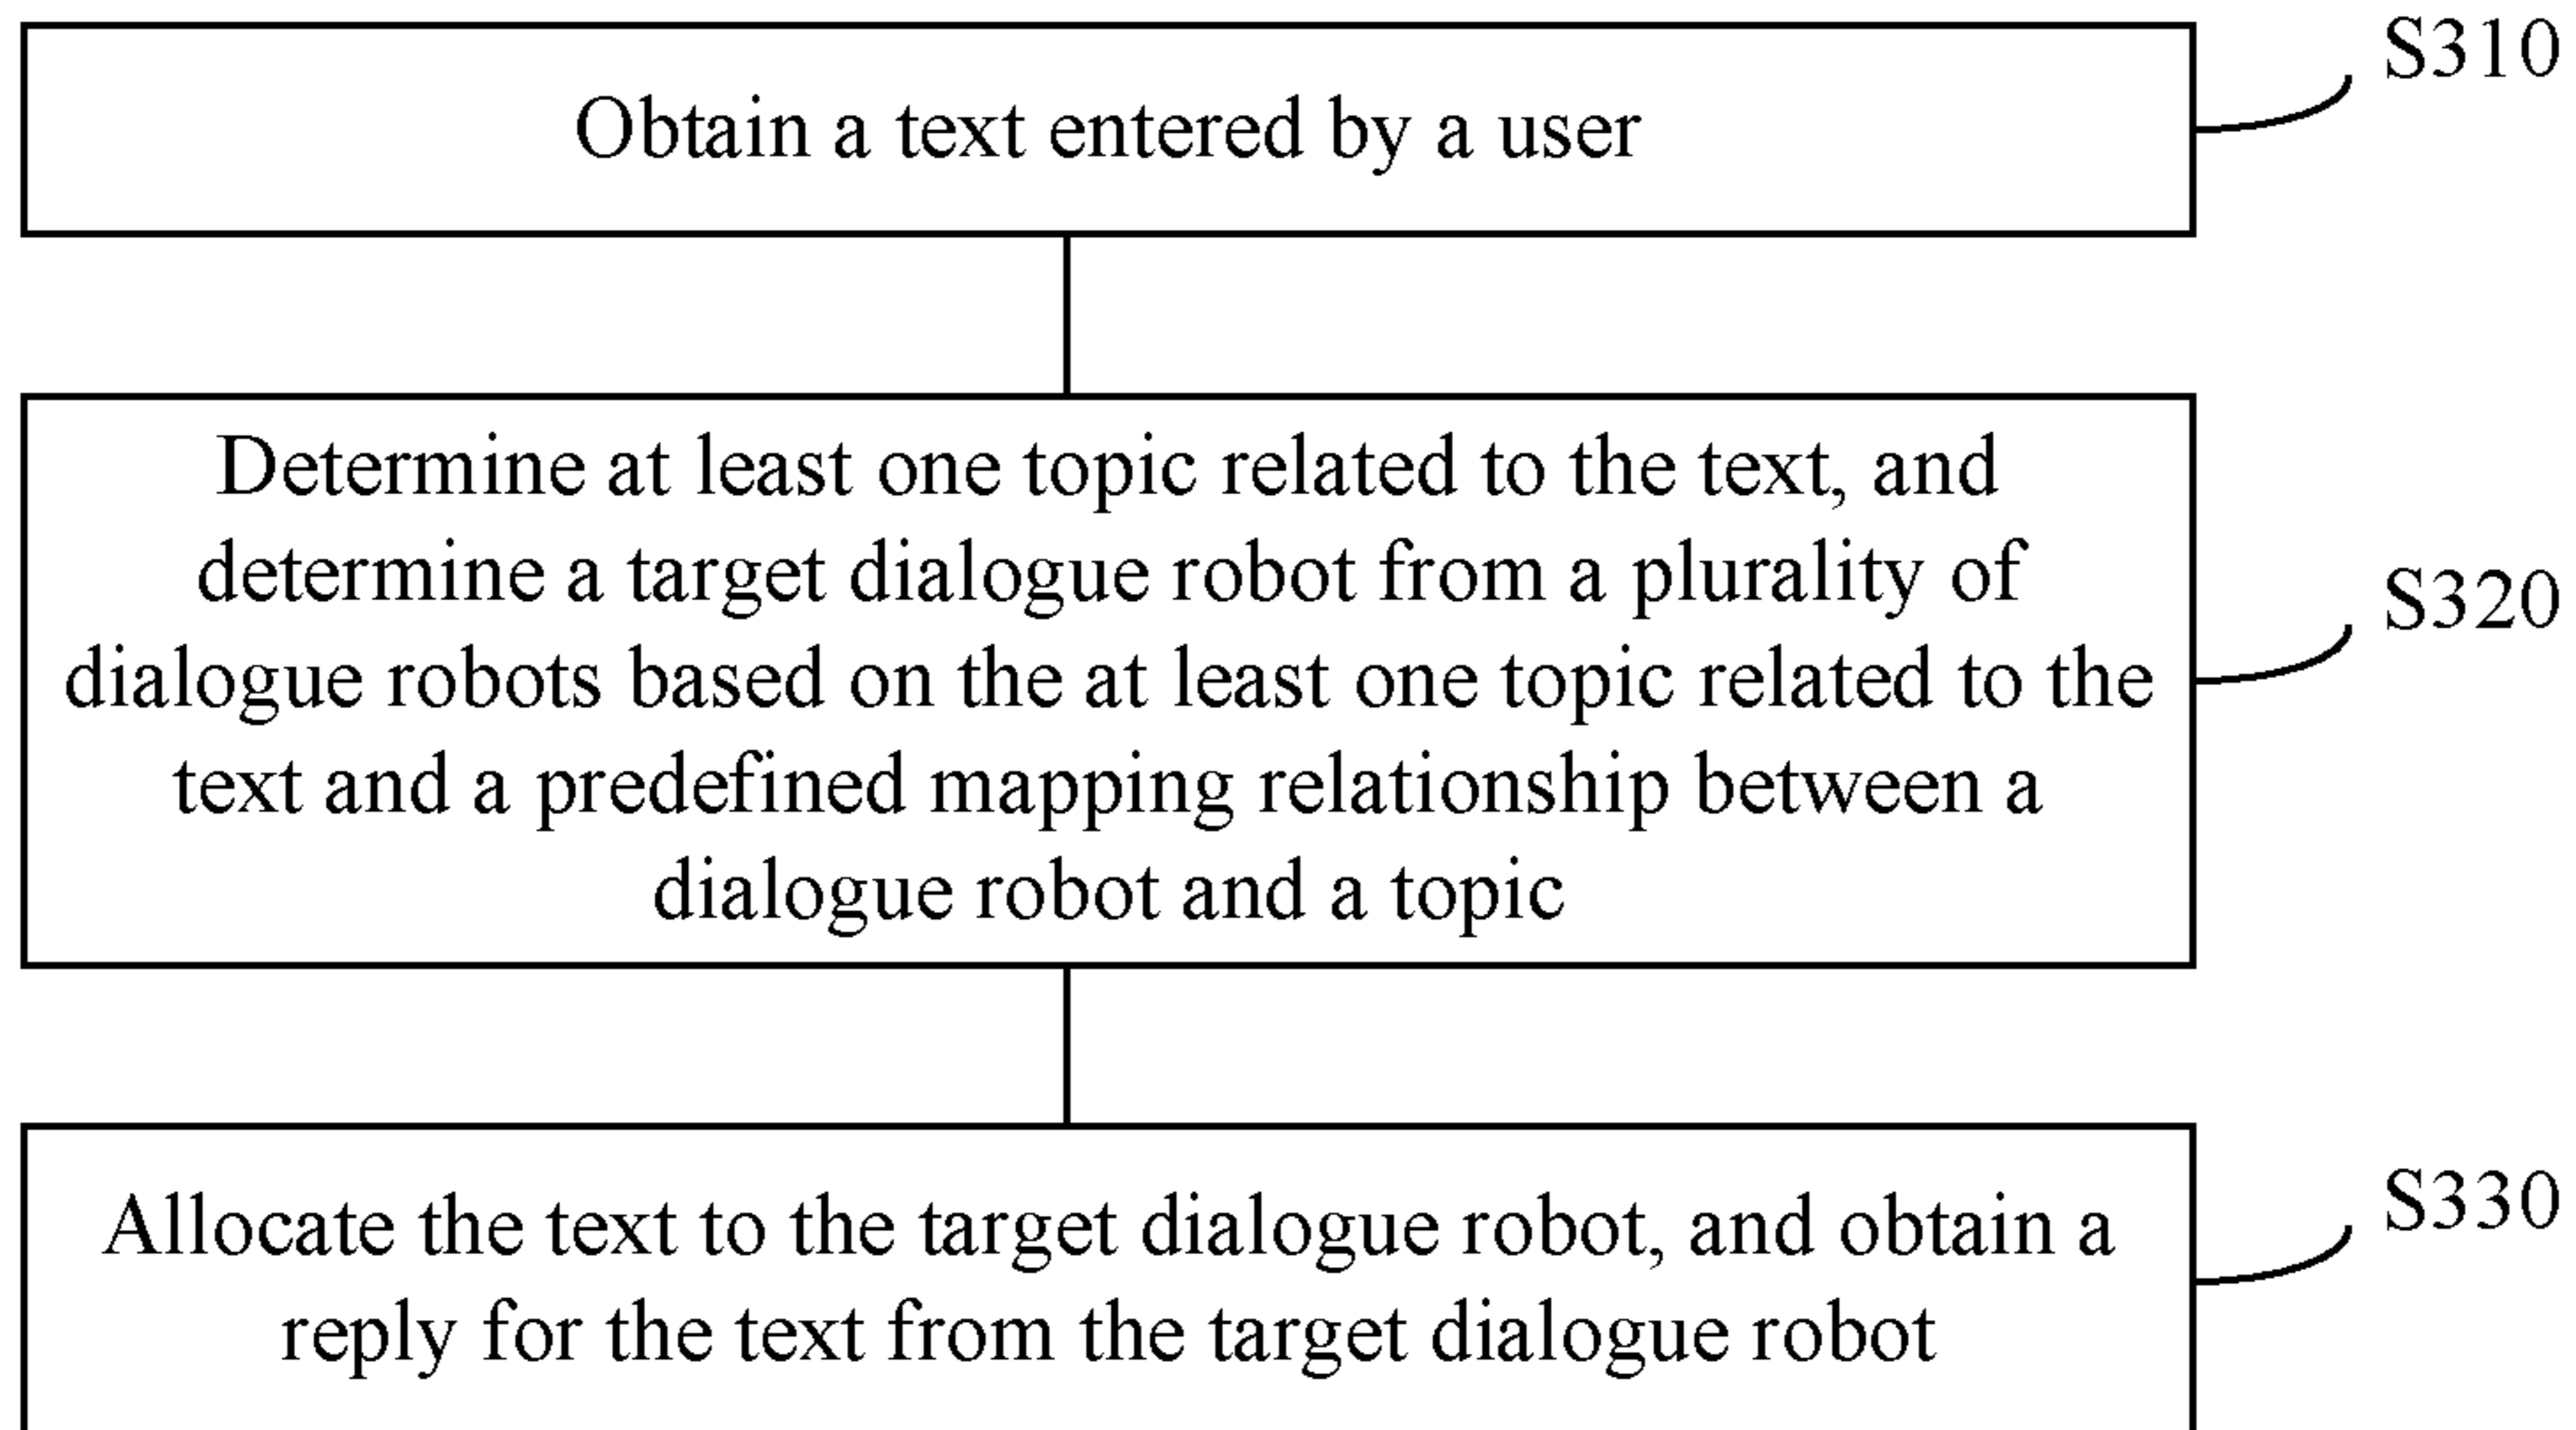 S310
Obtain a text entered by a user
Determine at least one topic related to the text, and
determine a target dialogue robot from a plurality of
dialogue robots based on the at least one topic related to the
text and a predefined mapping relationship between a
dialogue robot and a topic
S320
Allocate the text to the target dialogue robot, and obtain a
reply for the text from the target dialogue robot
S330